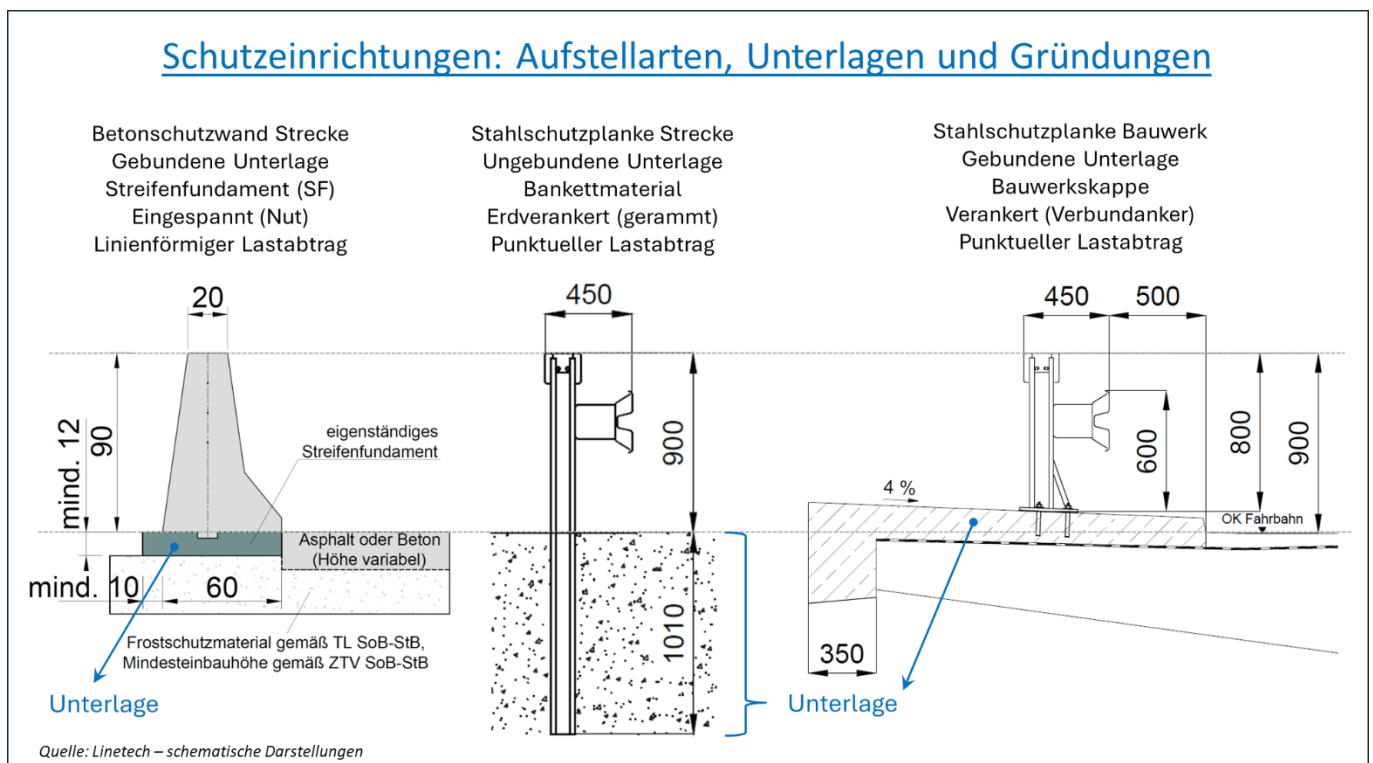 Schutzeinrichtungen: Aufstellarten, Unterlagen und Gründungen
Betonschutzwand Strecke
Gebundene Unterlage
Streifenfundament (SF)
Eingespannt (Nut)
Linienförmiger Lastabtrag
Stahlschutzplanke Strecke
Ungebundene Unterlage
Bankettmaterial
Erdverankert (gerammt)
Punktueller Lastabtrag
Stahlschutzplanke Bauwerk
Gebundene Unterlage
Bauwerkskappe
Verankert (Verbundanker)
Punktueller Lastabtrag
20
90
mind. 12
eigenständiges
Streifenfundament
Asphalt oder Beton
(Höhe variabel)
mind. 10
60
Frostschutzmaterial gemäß TL SoB-StB,
Mindesteinbauhöhe gemäß ZTV SoB-StB
Unterlage
450
900
1010
450
500
600
800
900
4 %
OK Fahrbahn
350
Unterlage
Quelle: Linetech – schematische Darstellungen